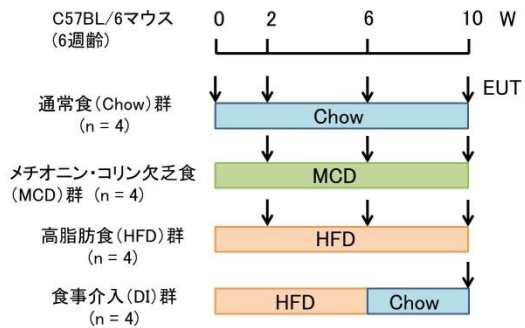 C57BL/6マウス
(6週齢)
0 2 6 10 W
EUT
通常食(Chow)群
(n = 4)
Chow
メチオニン・コリン欠乏食
(MCD)群 (n = 4)
MCD
高脂肪食(HFD)群
(n = 4)
HFD
食事介入(DI)群
(n = 4)
HFD Chow